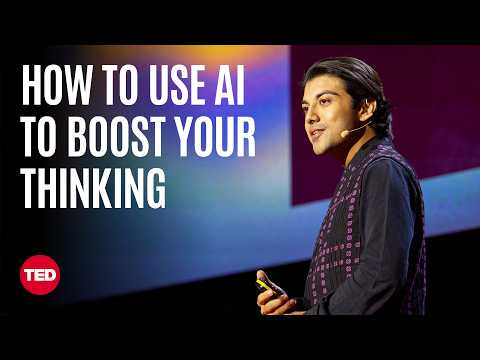 HOW TO USE AI
TO BOOST YOUR
THINKING
TED